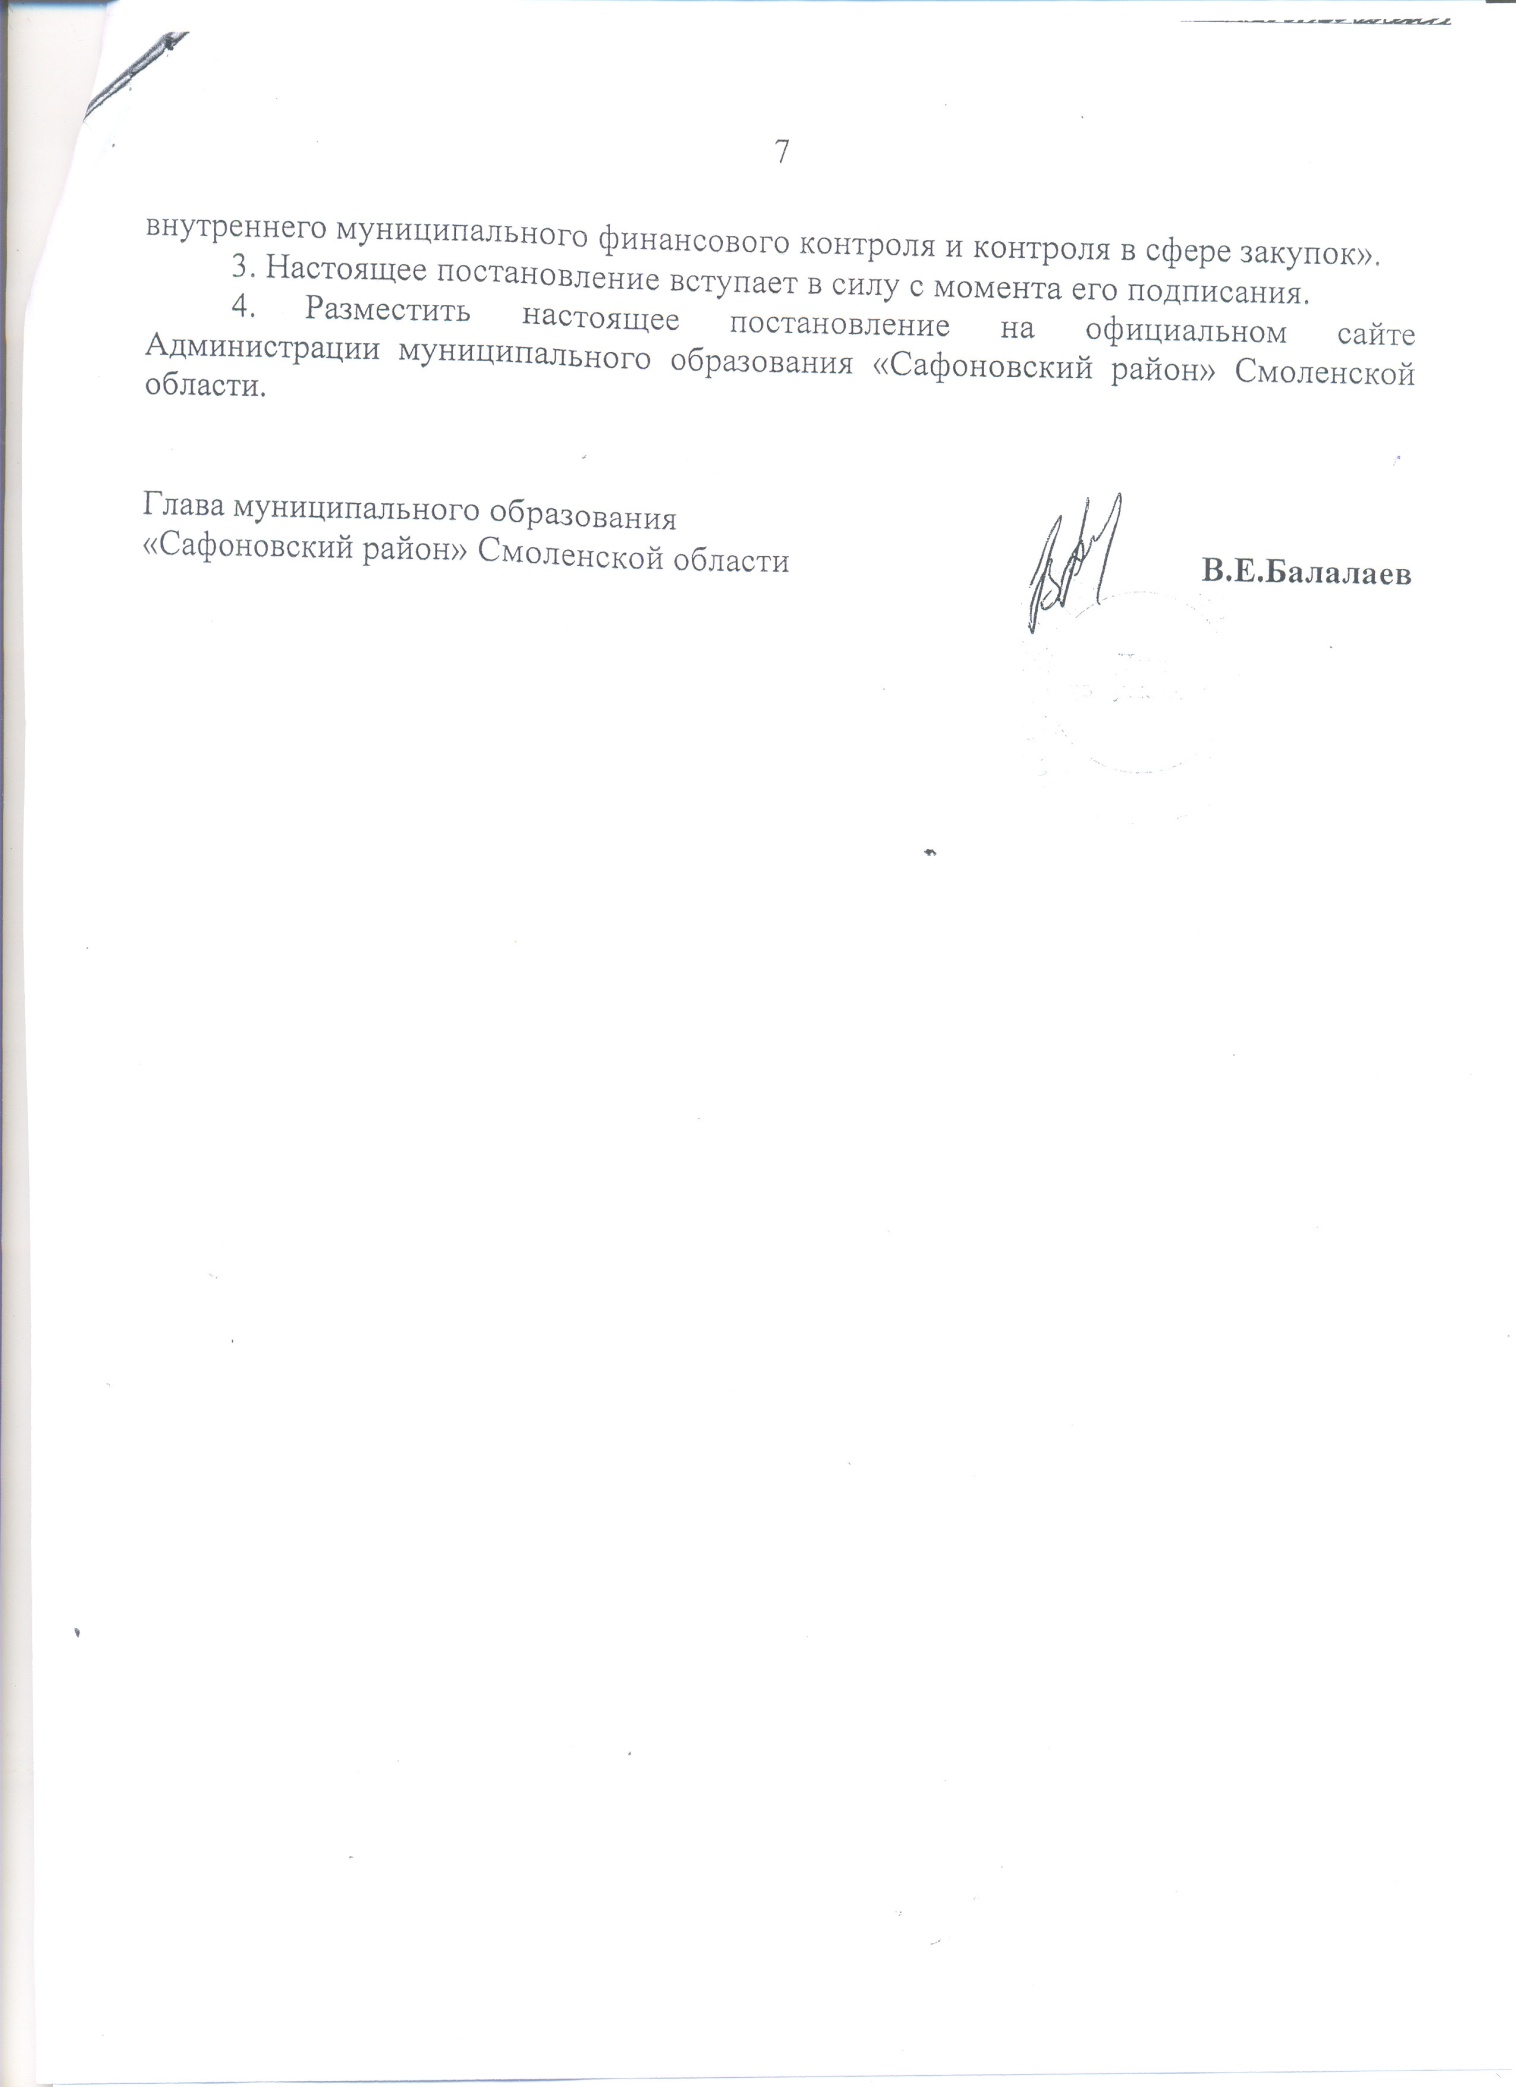 7
внутреннего муниципального финансового контроля и контроля в сфере закупок».
3. Настоящее постановление вступает в силу с момента его подписания.
4. Разместить настоящее постановление на официальном сайте
Администрации муниципального образования «Сафоновский район» Смоленской
области.
Глава муниципального образования
«Сафоновский район» Смоленской области
В.Е.Балалаев